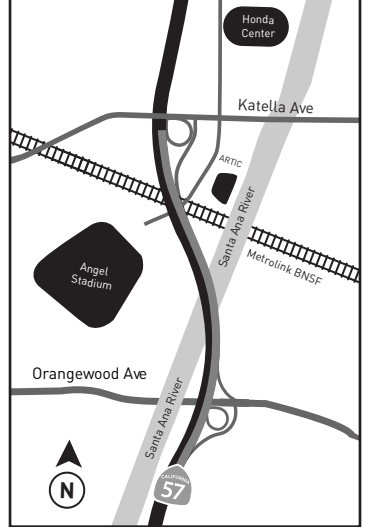 Honda
Center
Katella Ave
ARTIC
Santa Ana River
Metrolink BNSF
Angel
Stadium
Orangewood Ave
Santa Ana River
N
CALIFORNIA
57